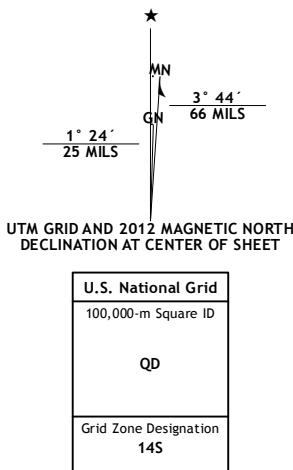 MN
GN
3° 44´
66 MILS
1° 24´
25 MILS
UTM GRID AND 2012 MAGNETIC NORTH
DECLINATION AT CENTER OF SHEET
U.S. National Grid
100,000-m Square ID
QD
Grid Zone Designation
14S